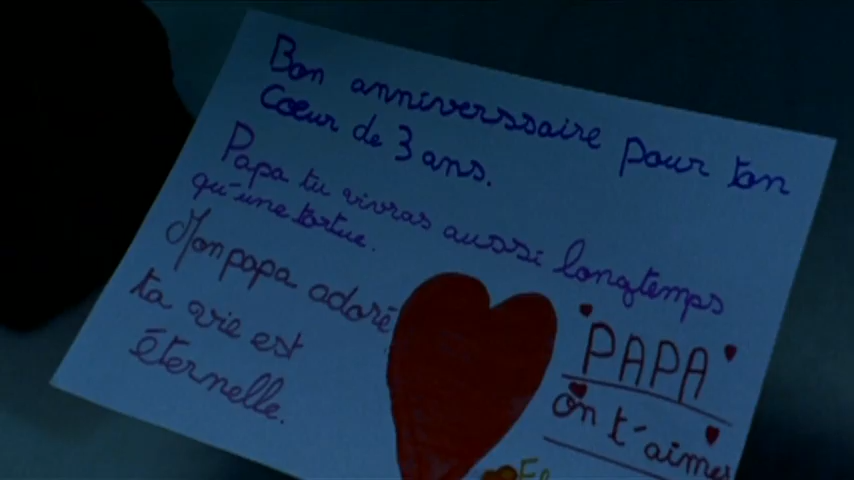 Bon anniverssaire pour ton
Cœur de 3 ans.
Papa tu vivras aussi longtemps
qu'une tortue.
Mon papa adoré
ta vie est
éternelle.
PAPA
on t'aime